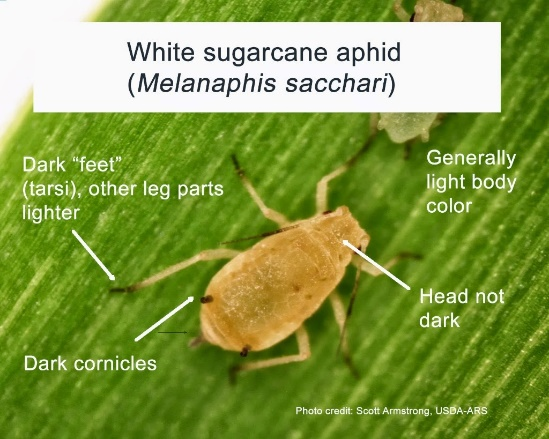 White sugarcane aphid
(Melanaphis sacchari)
Dark “feet”
(tarsi), other leg parts
lighter
Generally
light body
color
Head not
dark
Dark cornicles
Photo credit: Scott Armstrong, USDA-ARS